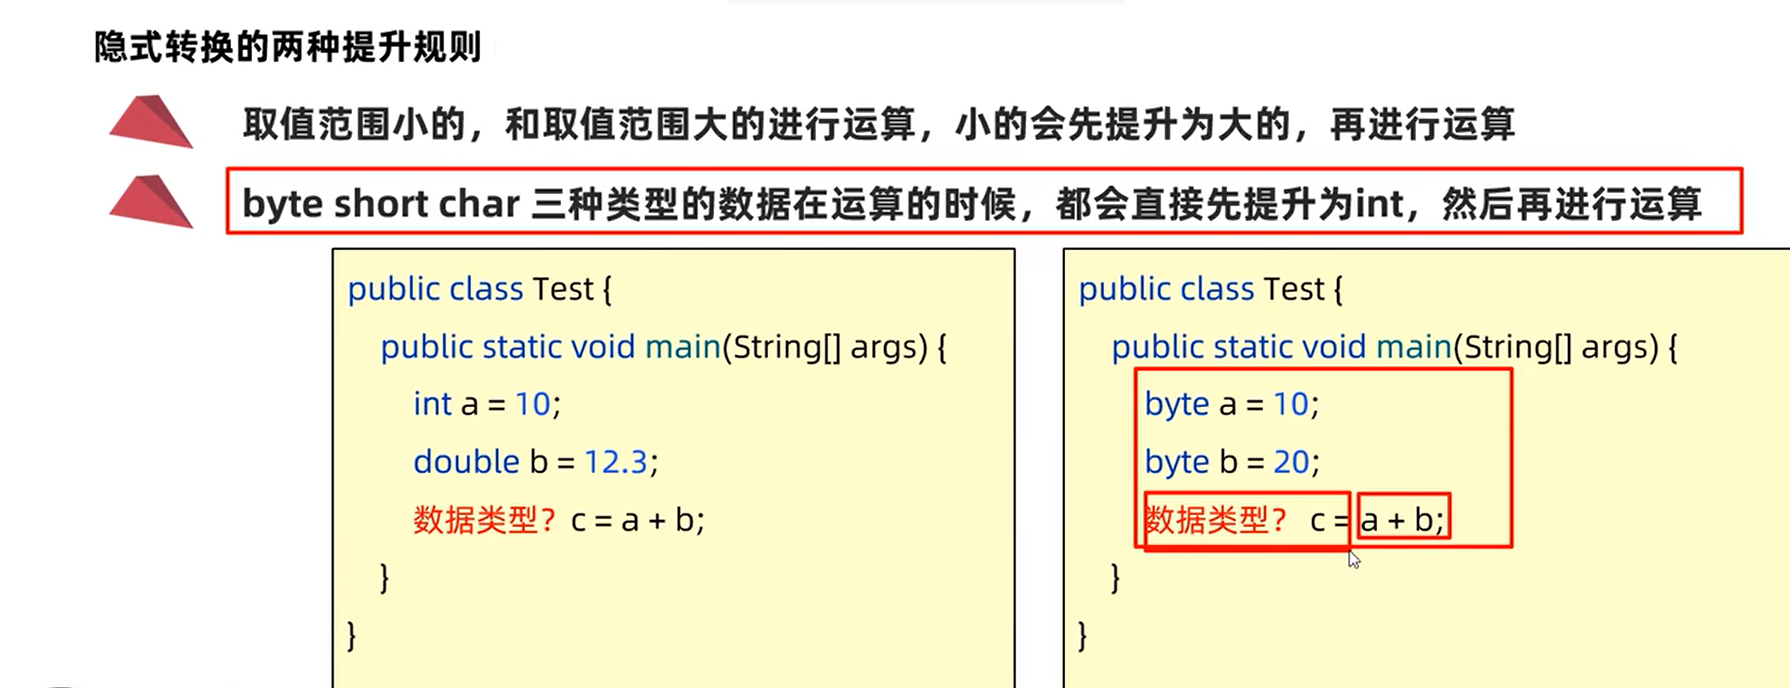 隐式转换的两种提升规则
取值范围小的，和取值范围大的进行运算，小的会先提升为大的，再进行运算
byte short char 三种类型的数据在运算的时候，都会直接先提升为int，然后再进行运算
public class Test {
public static void main(String[] args) {
int a = 10;
double b = 12.3;
数据类型？ c = a + b;
}
}
public class Test {
public static void main(String[] args) {
byte a = 10;
byte b = 20;
数据类型？ c = a + b;
}
}